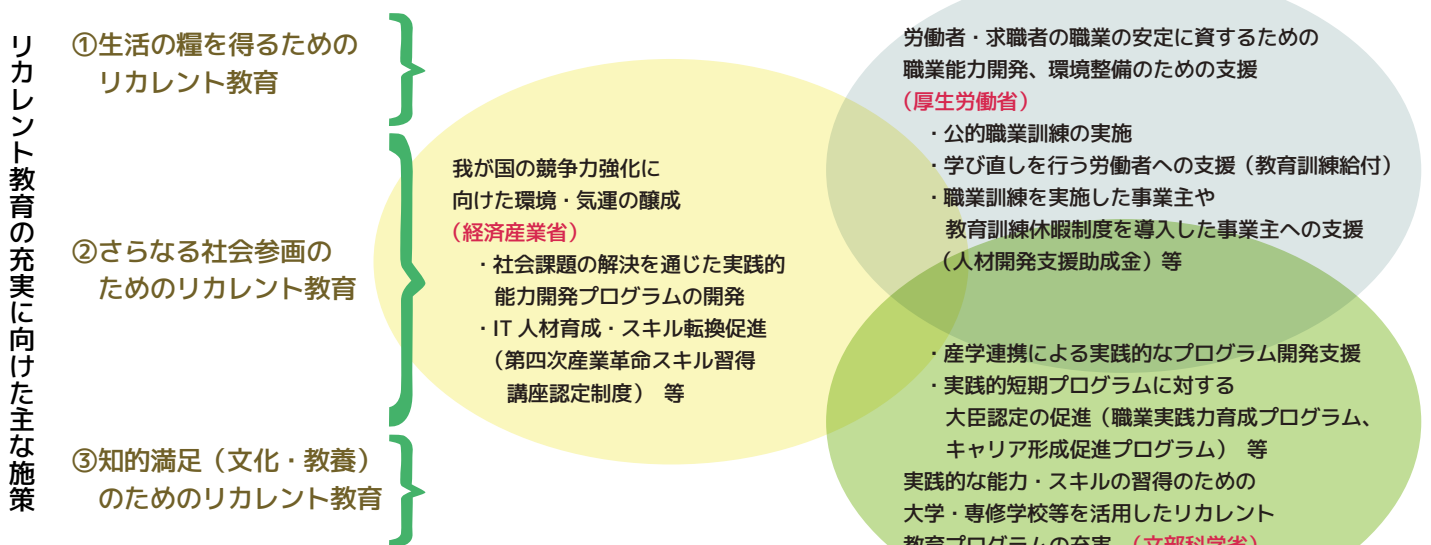 リカレント教育の充実に向けた主な施策
①生活の糧を得るための
リカレント教育
②さらなる社会参画の
ためのリカレント教育
③知的満足（文化・教養）
のためのリカレント教育
我が国の競争力強化に
向けた環境・気運の醸成
（経済産業省）
・社会課題の解決を通じた実践的
能力開発プログラムの開発
・IT 人材育成・スキル転換促進
（第四次産業革命スキル習得
講座認定制度） 等
労働者・求職者の職業の安定に資するための
職業能力開発、環境整備のための支援
（厚生労働省）
・公的職業訓練の実施
・学び直しを行う労働者への支援（教育訓練給付）
・職業訓練を実施した事業主や
教育訓練休暇制度を導入した事業主への支援
（人材開発支援助成金）等
・産学連携による実践的なプログラム開発支援
・実践的短期プログラムに対する
大臣認定の促進（職業実践力育成プログラム、
キャリア形成促進プログラム） 等
実践的な能力・スキルの習得のための
大学・専修学校等を活用したリカレント
教育プログラムの充実 （文部科学省）